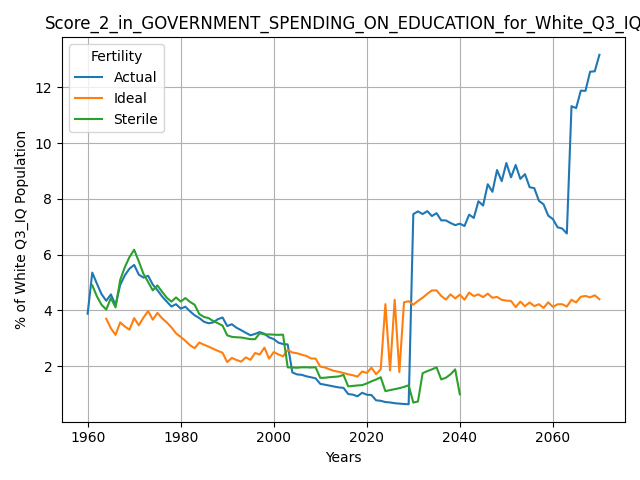 Score_2_in_GOVERNMENT_SPENDING_ON_EDUCATION_for_White_Q3_IQ
Fertility
Actual
Ideal
Sterile
% of White Q3_IQ Population
12
10
8
6
4
2
1960 1980 2000 2020 2040 2060
Years